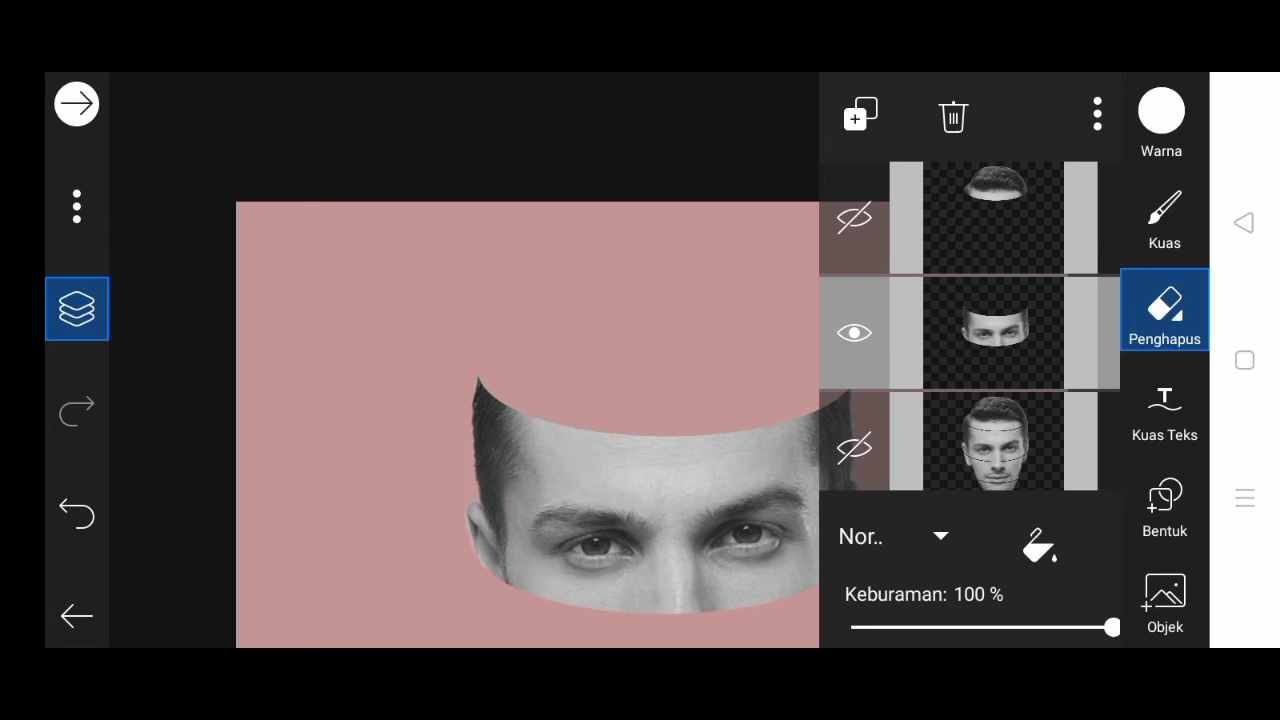 Warna
Kuas
Penghapus
Kuas Teks
Bentuk
Objek
Nor..
Keburaman: 100 %